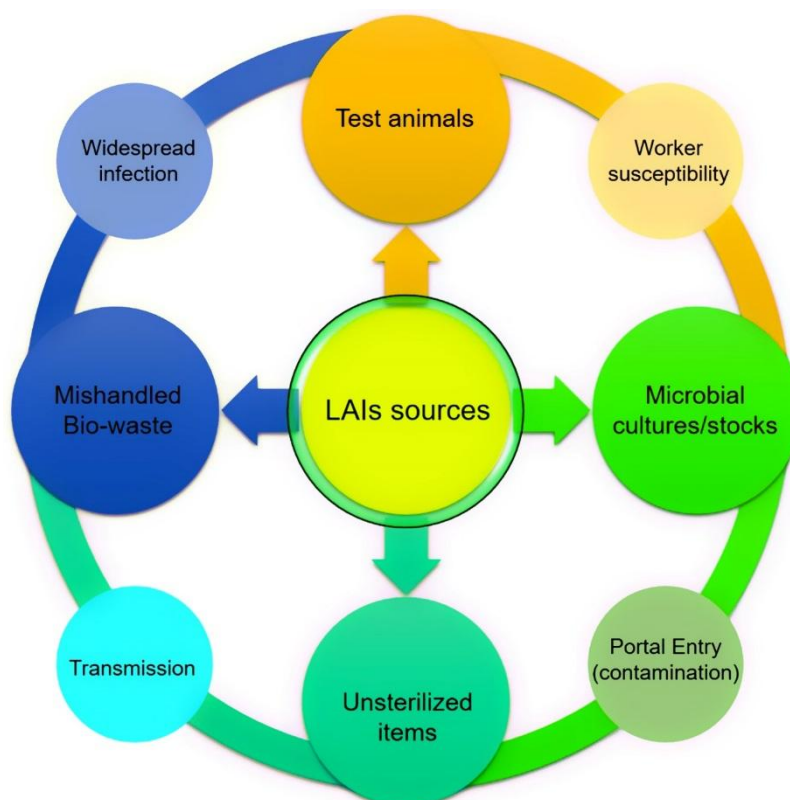 Test animals
Widespread
infection
Worker
susceptibility
Mishandled
Bio-waste
LAIs sources
Microbial
cultures/stocks
Transmission
Unsterilized
items
Portal Entry
(contamination)